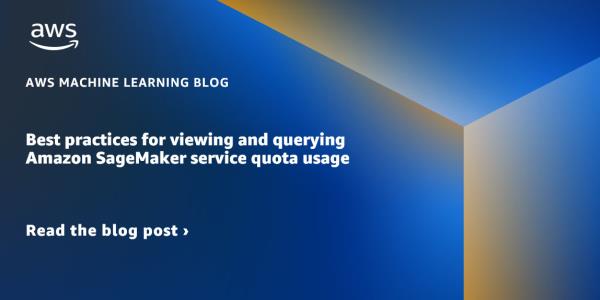 aws
AWS MACHINE LEARNING BLOG
Best practices for viewing and querying
Amazon SageMaker service quota usage
Read the blog post ›